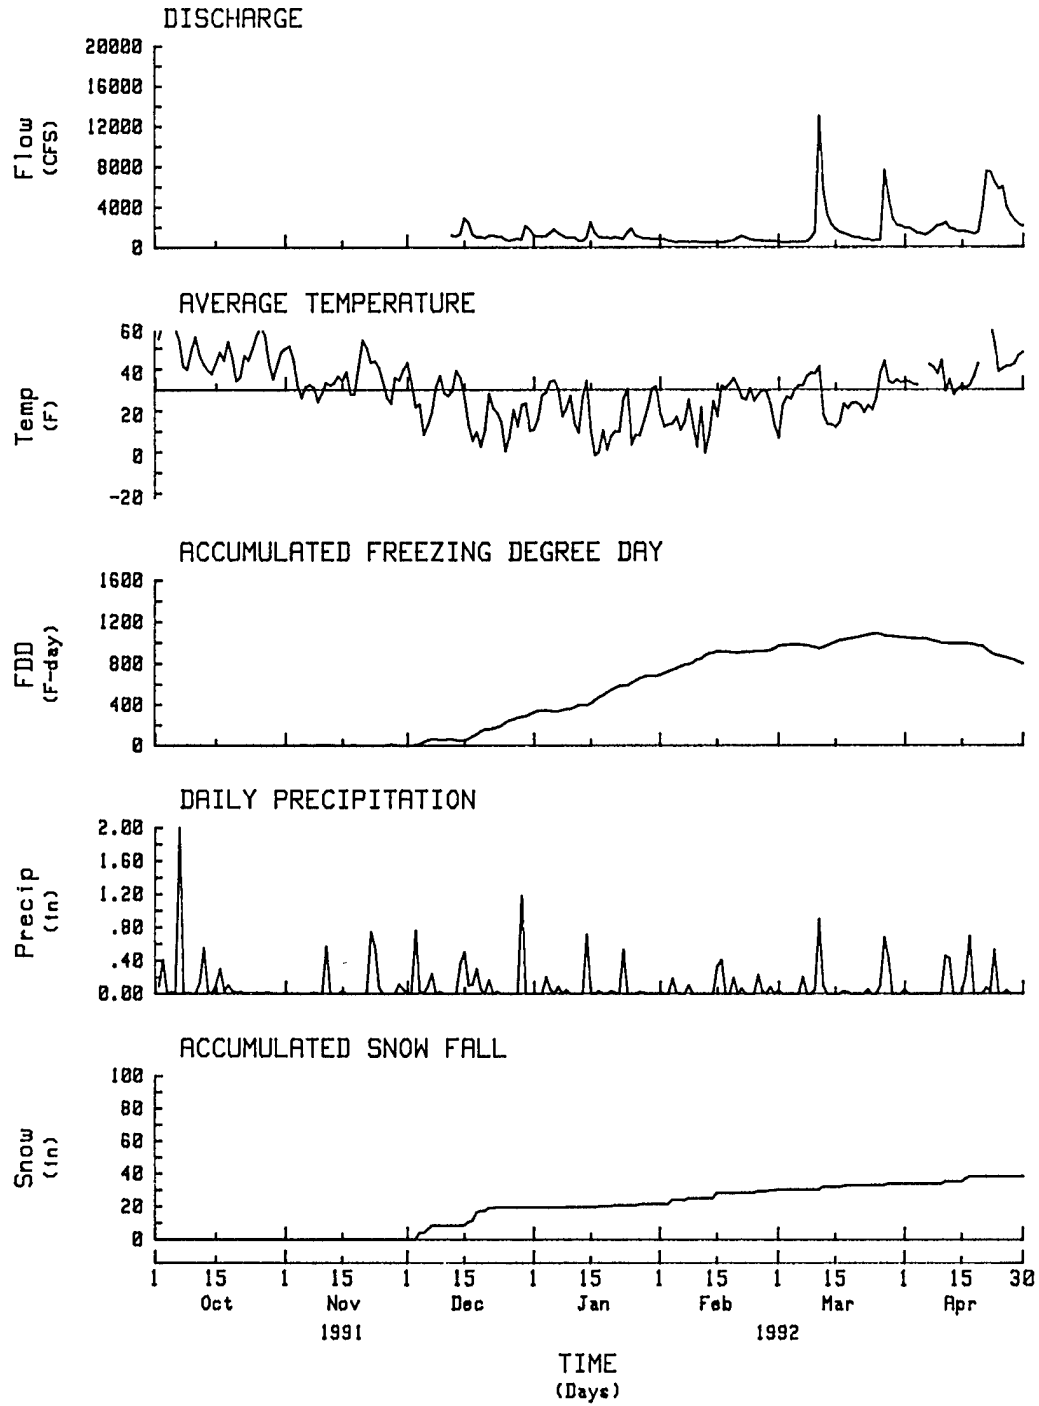 DISCHARGE
20000
16000
12000
8000
4000
0
Flow
(CFS)
AVERAGE TEMPERATURE
60
40
20
0
-20
Temp
(F)
ACCUMULATED FREEZING DEGREE DAY
1600
1200
800
400
0
FDD
(F-day)
DAILY PRECIPITATION
2.00
1.60
1.20
.80
.40
0.00
Precip
(in)
ACCUMULATED SNOW FALL
100
80
60
40
20
0
Snow
(in)
1 15 1 15 1 15 1 15 1 15 1 15 1 15 30
Oct Nov Dec Jan Feb Mar Apr
1991 1992
TIME
(Days)